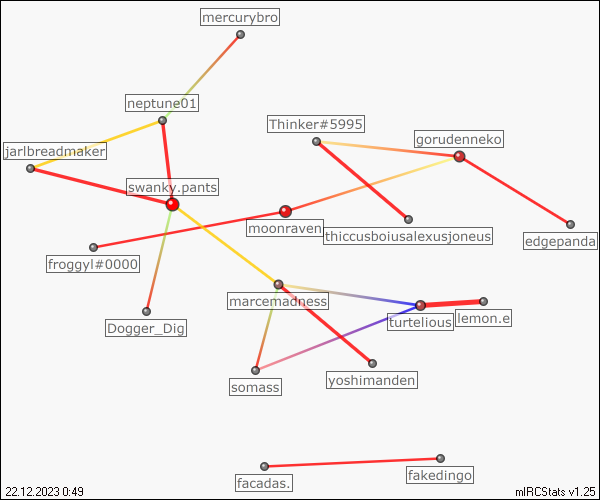 mercurybro
neptune01
Thinker#5995
gorudenneko
jarlbreadmaker
swanky.pants
moonraven
thiccusboiusalexusjoneus
edgepanda
froggyl#0000
marcemadness
Dogger_Dig
turtelious
lemon.e
somass
yoshimanden
facadas.
fakedingo
22.12.2023 0:49
mIRCStats v1.25